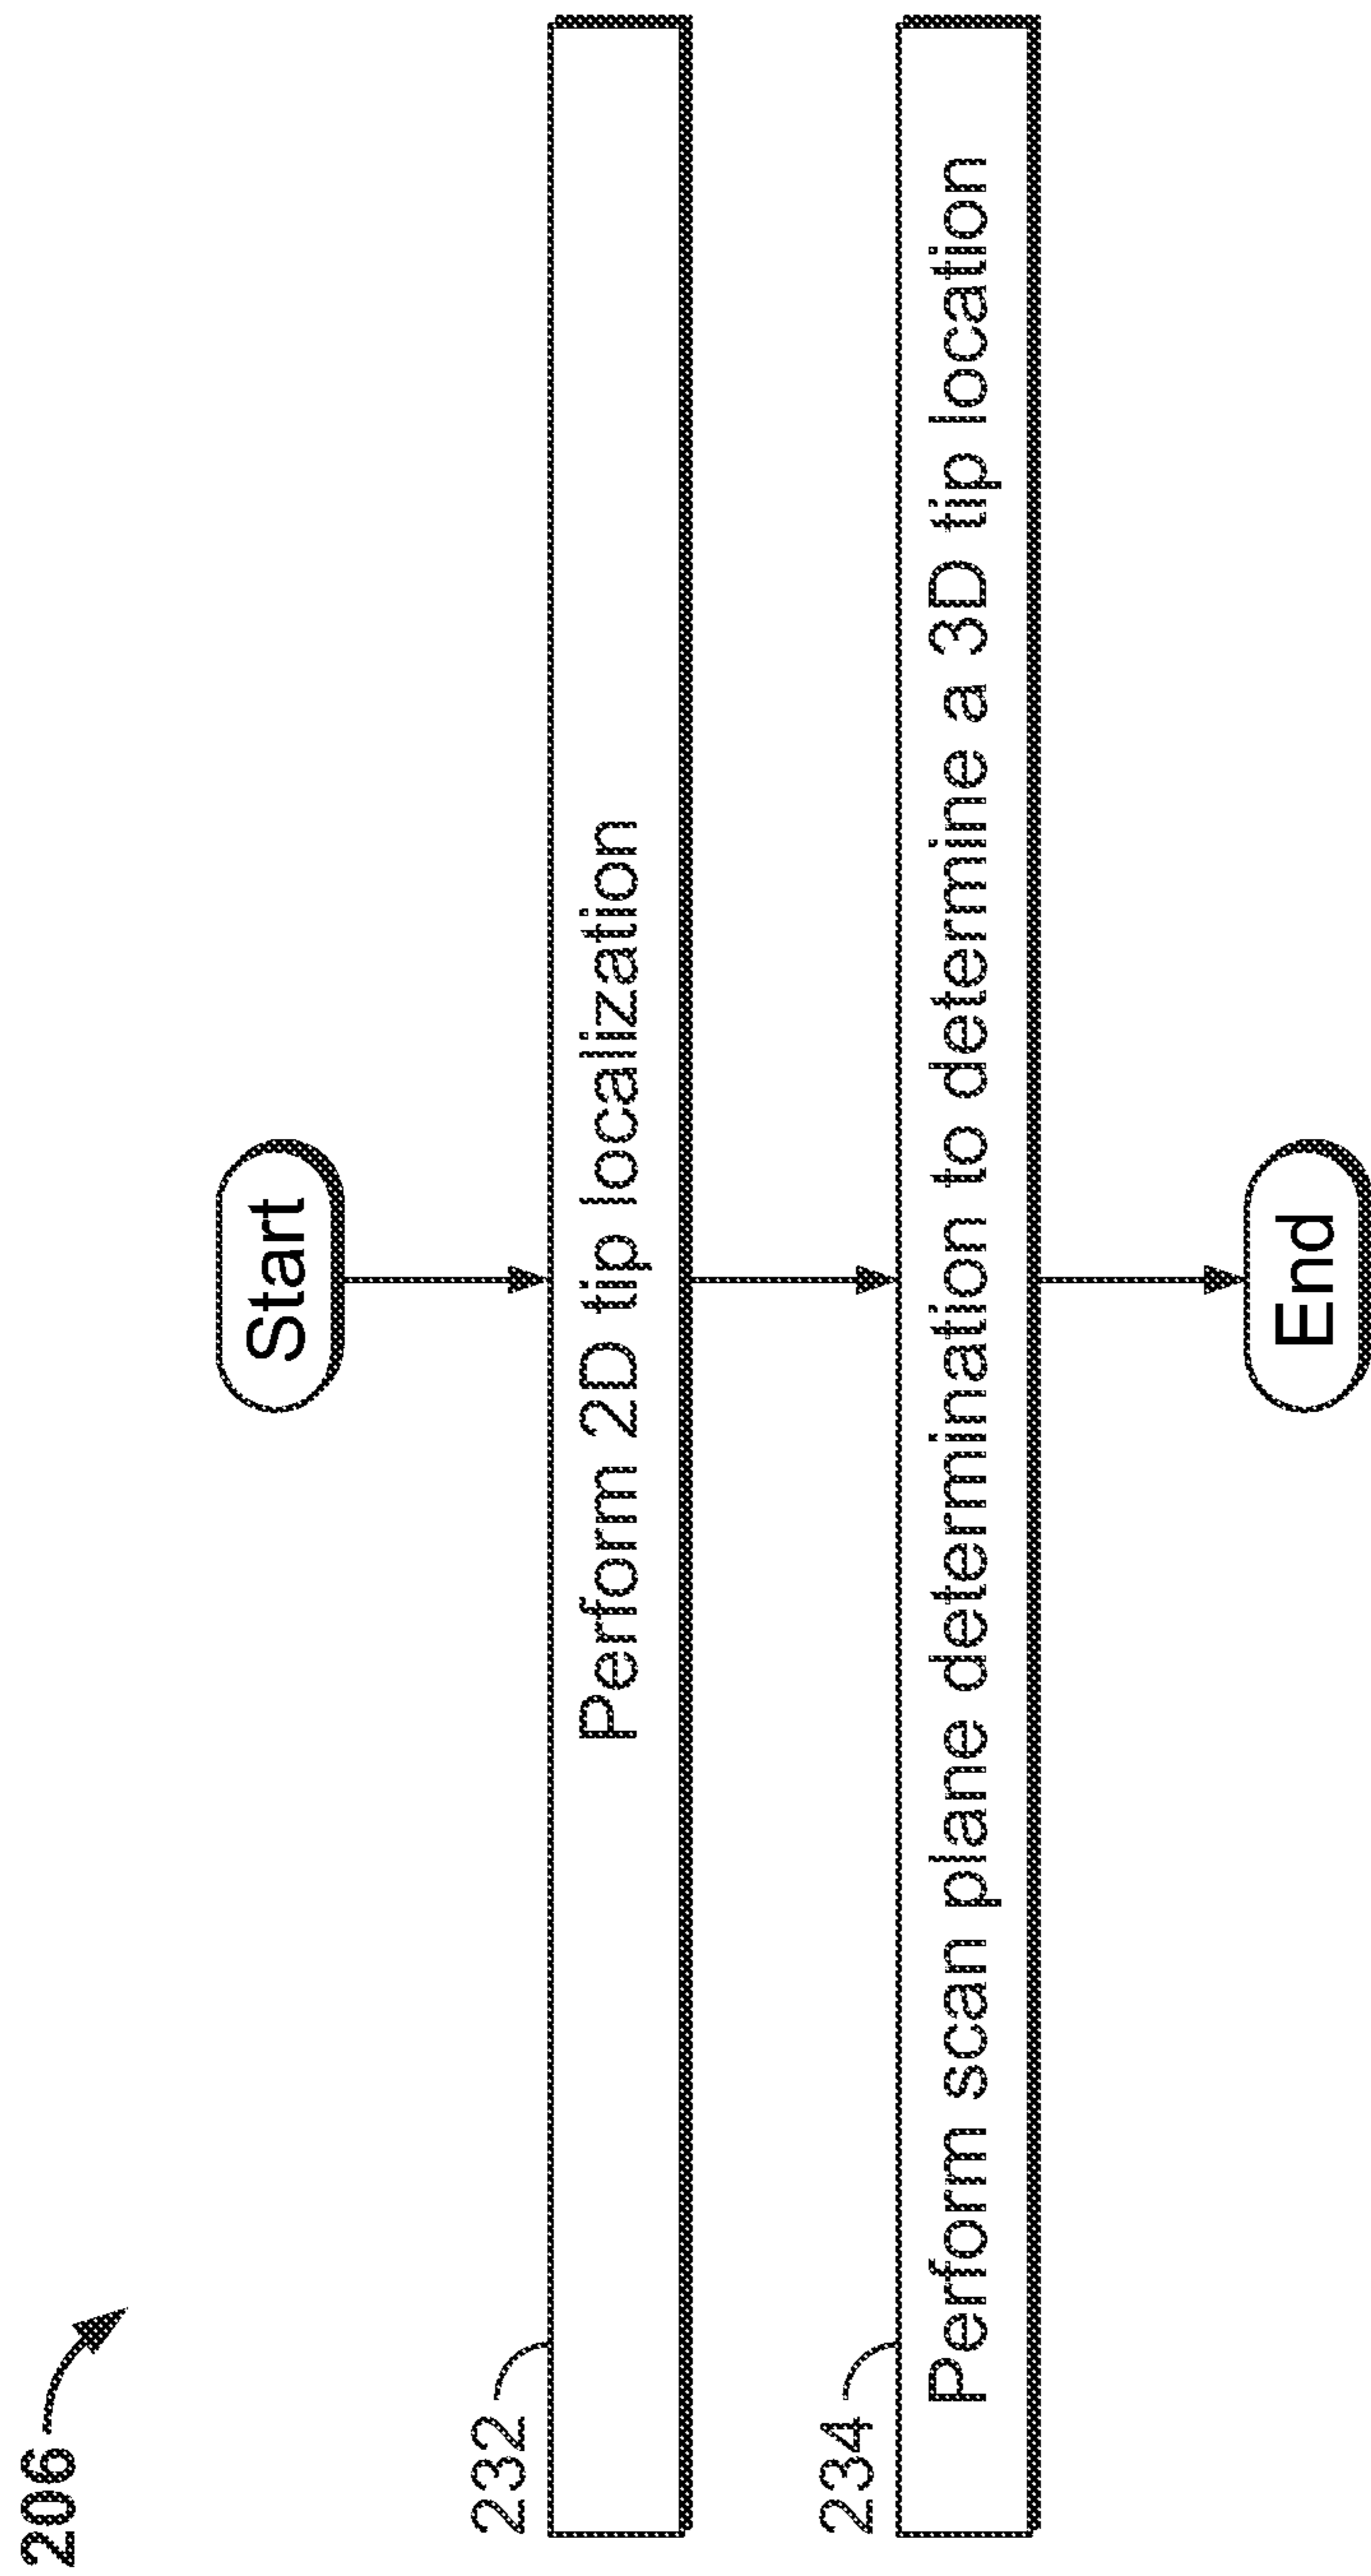 206
Start
232
Perform 2D tip localization
234
Perform scan plane determination to determine a 3D tip location
End